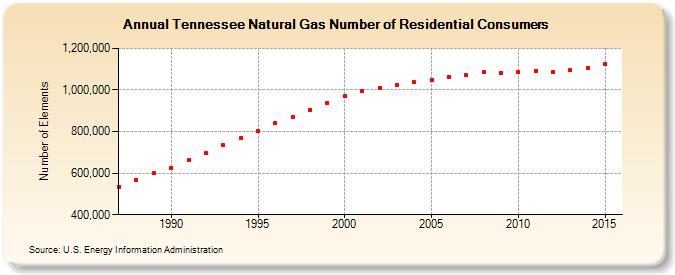 Annual Tennessee Natural Gas Number of Residential Consumers
Number of Elements
1,200,000
1,000,000
800,000
600,000
400,000
1990 1995 2000 2005 2010 2015
Source: U.S. Energy Information Administration